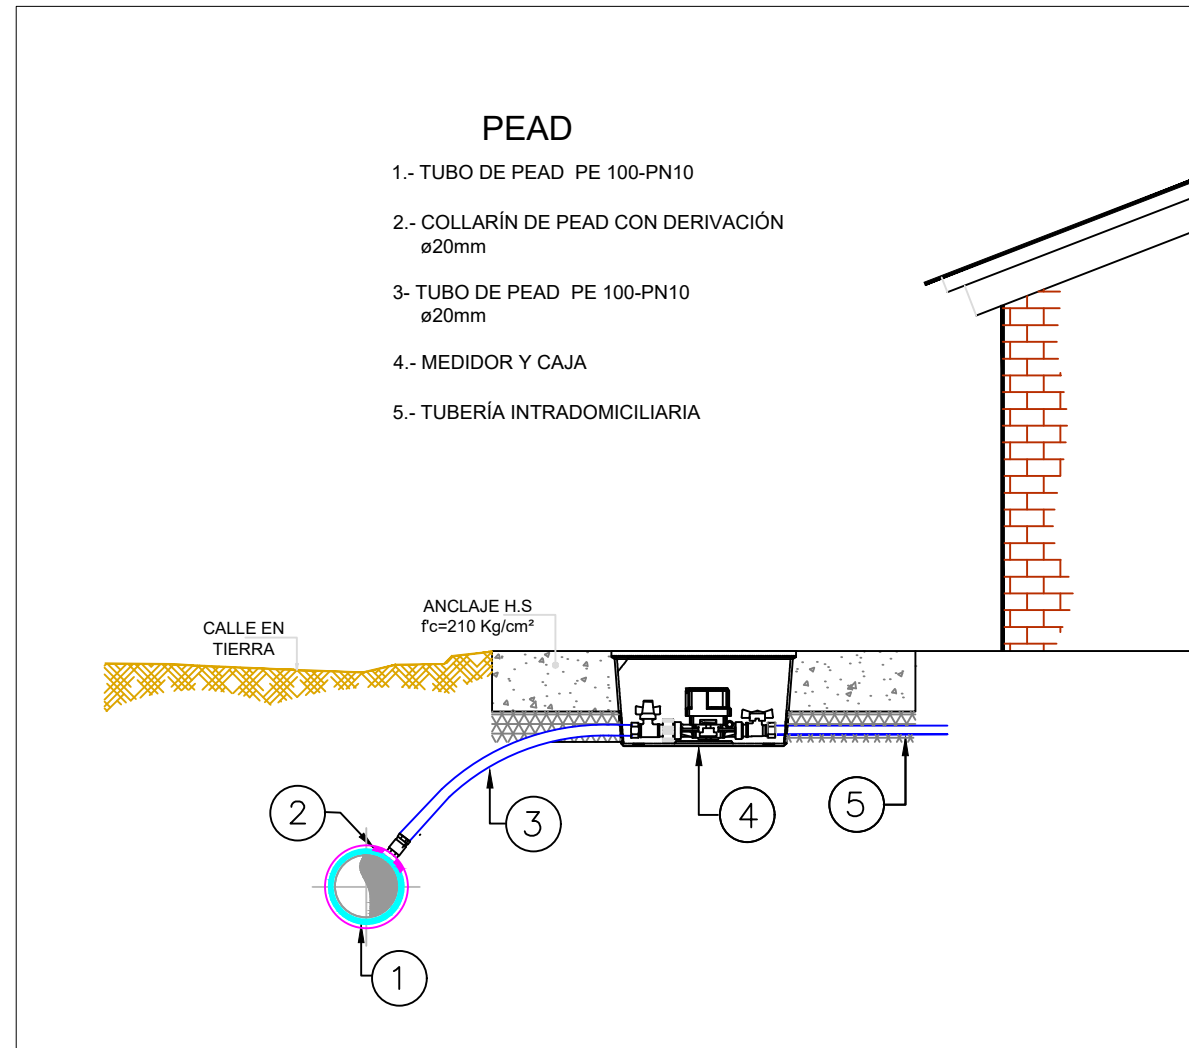 PEAD
1.- TUBO DE PEAD  PE 100-PN10
2.- COLLARÍN DE PEAD CON DERIVACIÓN
ø20mm
3- TUBO DE PEAD  PE 100-PN10
ø20mm
4.- MEDIDOR Y CAJA
5.- TUBERÍA INTRADOMICILIARIA
CALLE EN
TIERRA
ANCLAJE H.S
f'c=210 Kg/cm²
2
3
4
5
1